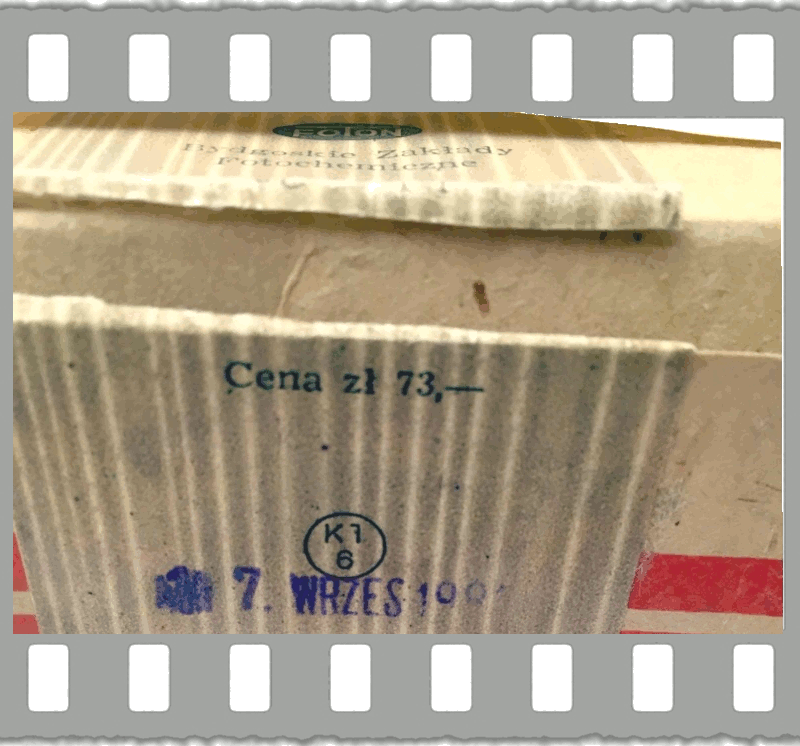 FOTON
Bydgoskie Zakłady
Fotochemiczne
Cena zł 73,—
K1
6
7. WRZES